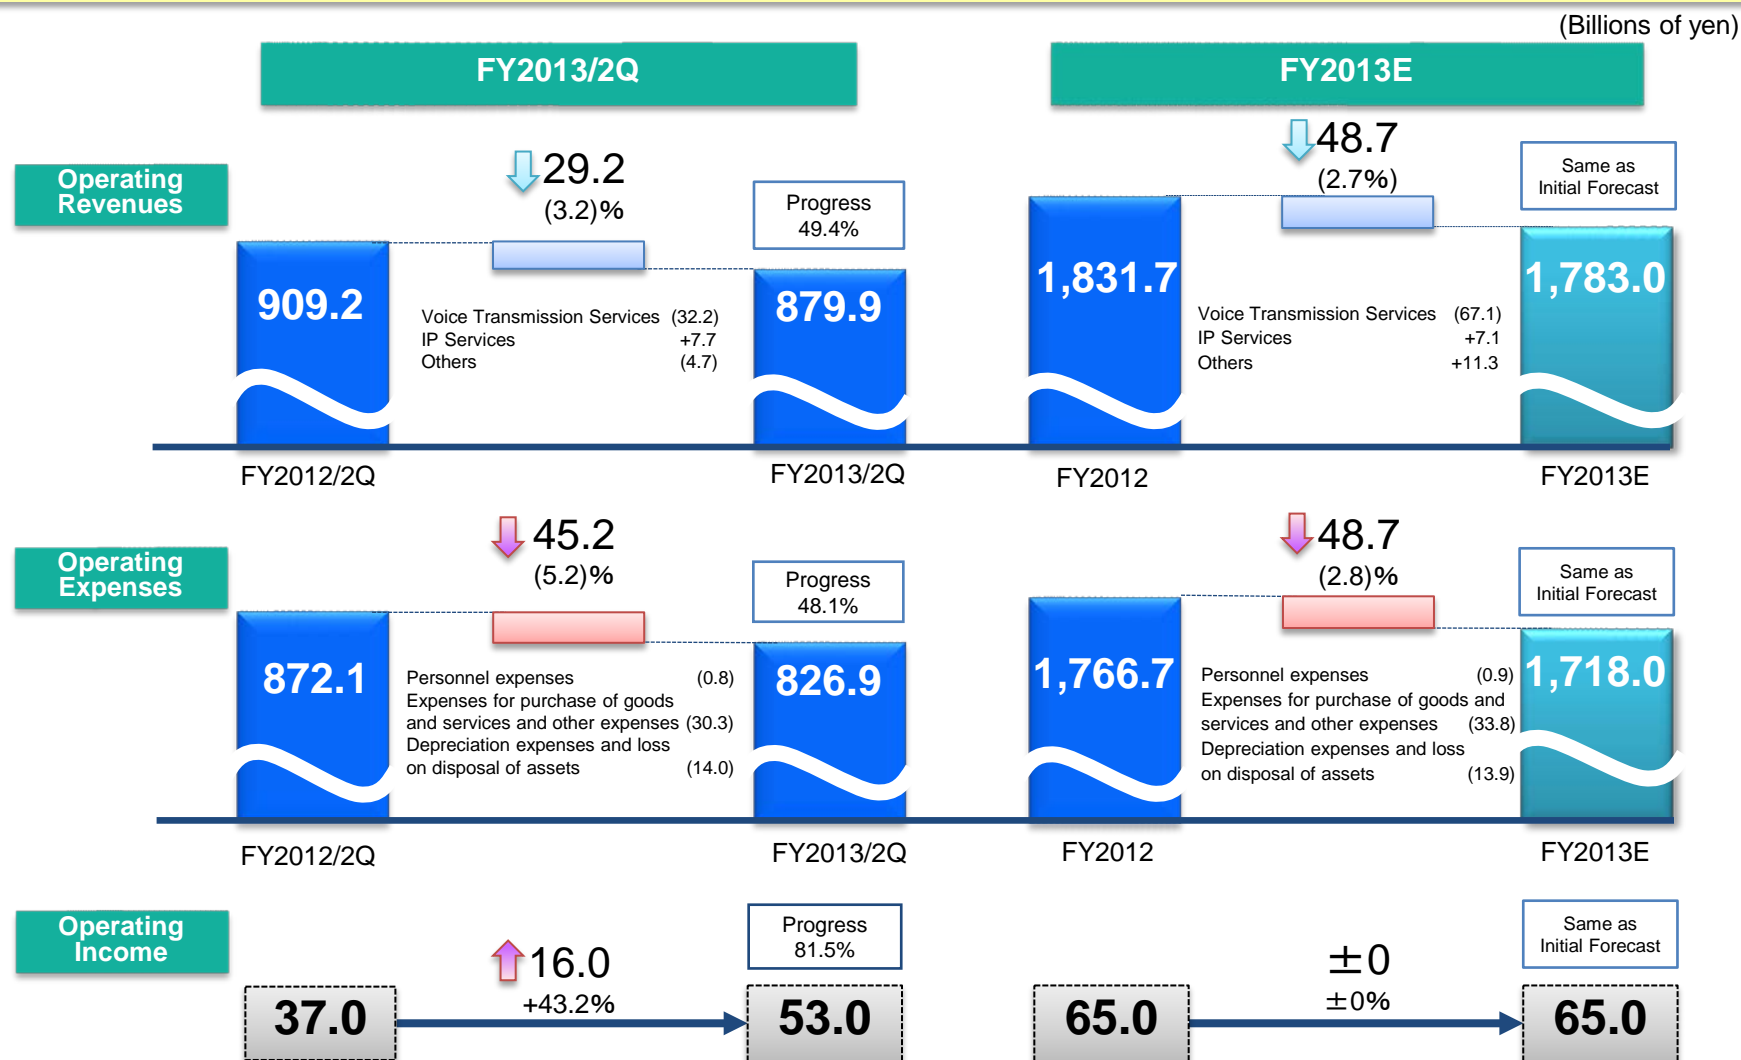 (Billions of yen)
FY2013/2Q
FY2013E
Operating
Revenues
29.2
(3.2)%
Progress
49.4%
48.7
(2.7%)
Same as
Initial Forecast
909.2
Voice Transmission Services (32.2)
IP Services +7.7
Others (4.7)
879.9
1,831.7
Voice Transmission Services (67.1)
IP Services +7.1
Others +11.3
1,783.0
FY2012/2Q
FY2013/2Q
FY2012
FY2013E
Operating
Expenses
45.2
(5.2)%
Progress
48.1%
48.7
(2.8)%
Same as
Initial Forecast
872.1
Personnel expenses (0.8)
Expenses for purchase of goods
and services and other expenses (30.3)
Depreciation expenses and loss
on disposal of assets (14.0)
826.9
1,766.7
Personnel expenses (0.9)
Expenses for purchase of goods and
services and other expenses (33.8)
Depreciation expenses and loss
on disposal of assets (13.9)
1,718.0
FY2012/2Q
FY2013/2Q
FY2012
FY2013E
Operating
Income
16.0
+43.2%
Progress
81.5%
±0
±0%
Same as
Initial Forecast
37.0
53.0
65.0
65.0